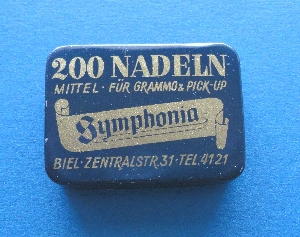 200 NADELN
MITTEL · FÜR GRAMMO & PICK-UP
Symphonia
BIEL · ZENTRALSTR. 31 · TEL. 4121